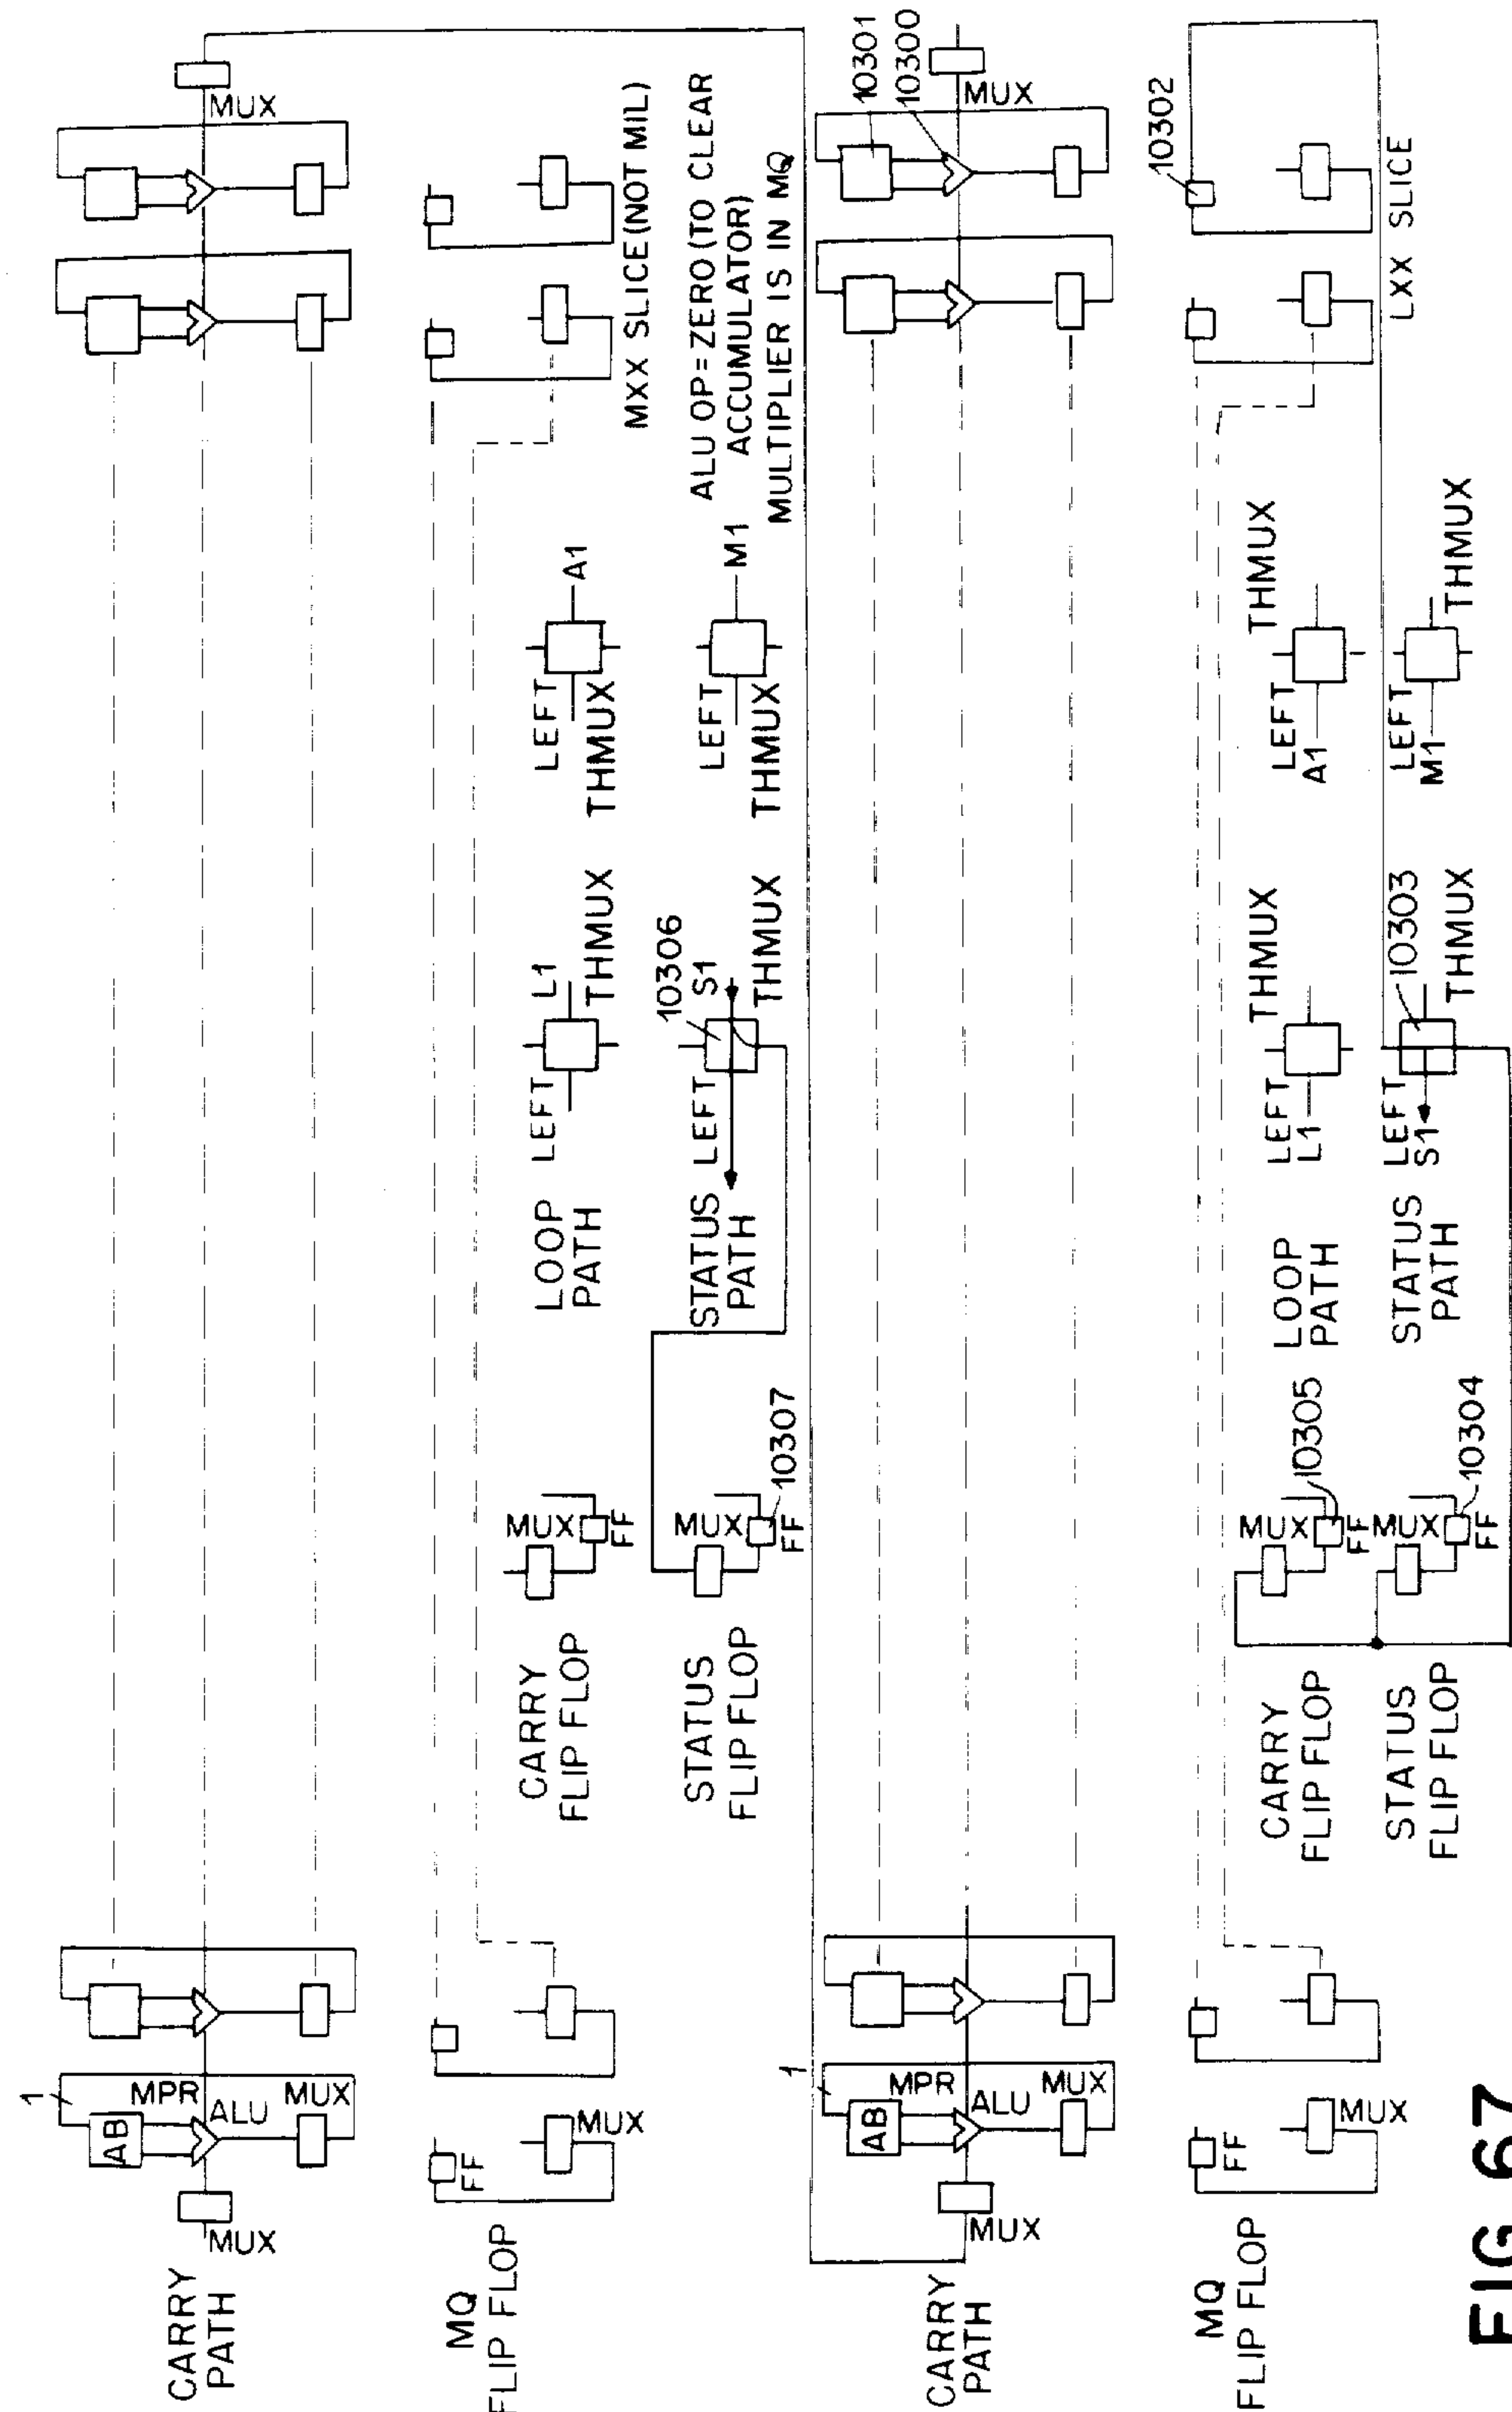 CARRY
PATH
MUX
1
AB
MPR
ALU
MUX
MUX
MQ
FLIP FLOP
FF
MUX
CARRY
FLIP FLOP
MUX
FF
LOOP
PATH
LEFT
L1
THMUX
LEFT
A1
THMUX
MXX SLICE (NOT MIL)
STATUS
FLIP FLOP
MUX
FF
10307
STATUS
PATH
LEFT
10306
S1
THMUX
LEFT
M1
THMUX
ALU OP=ZERO (TO CLEAR
ACCUMULATOR)
MULTIPLIER IS IN MQ
CARRY
PATH
MUX
1
AB
MPR
ALU
MUX
10301
10300
MUX
MQ
FLIP FLOP
FF
MUX
10302
CARRY
FLIP FLOP
MUX
FF
10305
LOOP
PATH
LEFT
L1
THMUX
LEFT
A1
THMUX
LXX SLICE
STATUS
FLIP FLOP
MUX
FF
10304
STATUS
PATH
LEFT
S1
10303
THMUX
LEFT
M1
THMUX
FIG 67